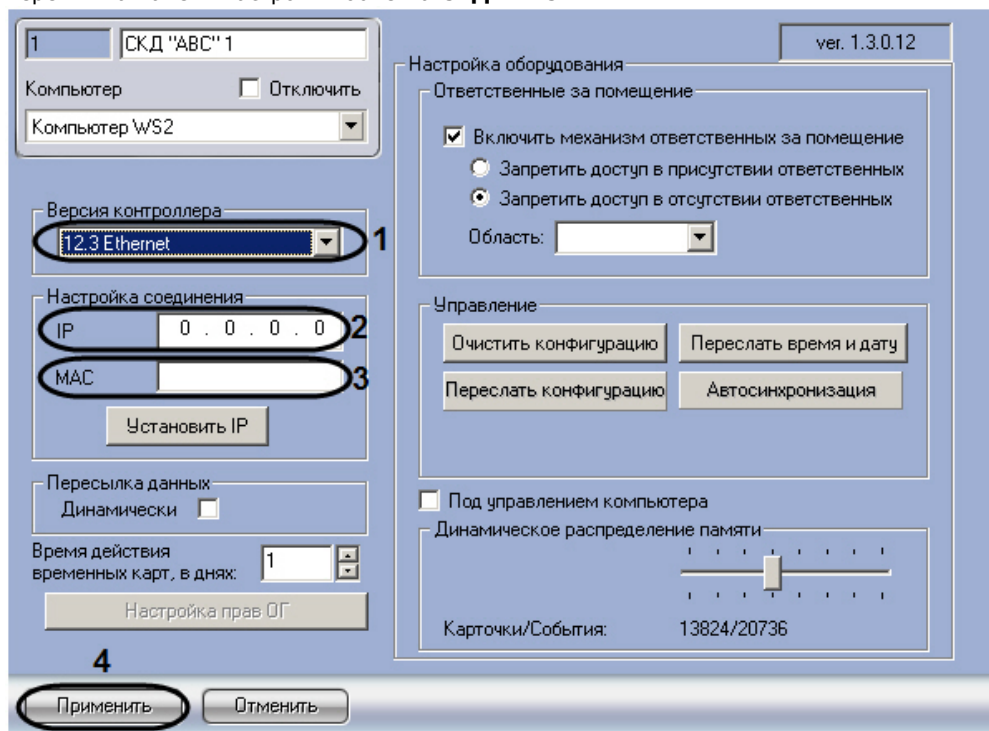 1
СКД "АВС" 1
Компьютер
Отключить
Компьютер WS2
Версия контроллера
12.3 Ethernet
1
Настройка соединения
IP
0 . 0 . 0 . 0
2
MAC
3
Установить IP
Пересылка данных
Динамически
Время действия
временных карт, в днях:
1
Настройка прав ОГ
4
Применить
Отменить
ver. 1.3.0.12
Настройка оборудования
Ответственные за помещение
Включить механизм ответственных за помещение
Запретить доступ в присутствии ответственных
Запретить доступ в отсутствии ответственных
Область:
Управление
Очистить конфигурацию
Переслать время и дату
Переслать конфигурацию
Автосинхронизация
Под управлением компьютера
Динамическое распределение памяти
Карточки/События:
13824/20736